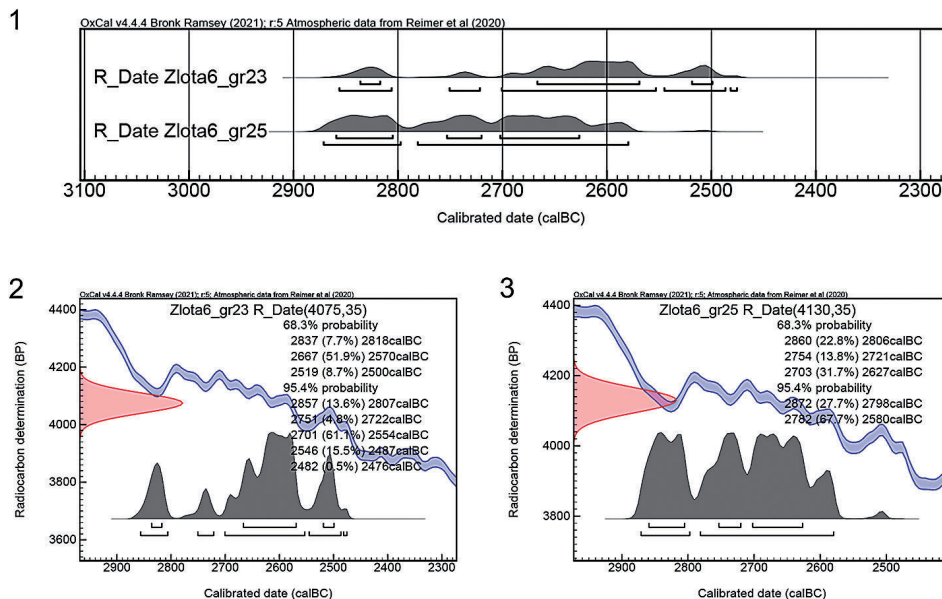 1
OxCal v4.4.4 Bronk Ramsey (2021); r:5 Atmospheric data from Reimer et al (2020)
R_Date Zlota6_gr23
R_Date Zlota6_gr25
3100 3000 2900 2800 2700 2600 2500 2400 2300
Calibrated date (calBC)
2
OxCal v4.4.4 Bronk Ramsey (2021); r:5 Atmospheric data from Reimer et al (2020)
Zlota6_gr23 R_Date(4075,35)
68.3% probability
2837 (7.7%) 2818calBC
2667 (51.9%) 2570calBC
2519 (8.7%) 2500calBC
95.4% probability
2857 (13.6%) 2807calBC
2751 (4.8%) 2722calBC
2701 (61.1%) 2554calBC
2546 (15.5%) 2487calBC
2482 (0.5%) 2476calBC
Radiocarbon determination (BP)
4400
4200
4000
3800
3600
2900 2800 2700 2600 2500 2400 2300
Calibrated date (calBC)
3
OxCal v4.4.4 Bronk Ramsey (2021); r:5 Atmospheric data from Reimer et al (2020)
Zlota6_gr25 R_Date(4130,35)
68.3% probability
2860 (22.8%) 2806calBC
2754 (13.8%) 2721calBC
2703 (31.7%) 2627calBC
95.4% probability
2872 (27.7%) 2798calBC
2782 (67.7%) 2580calBC
Radiocarbon determination (BP)
4400
4200
4000
3800
2900 2800 2700 2600 2500
Calibrated date (calBC)